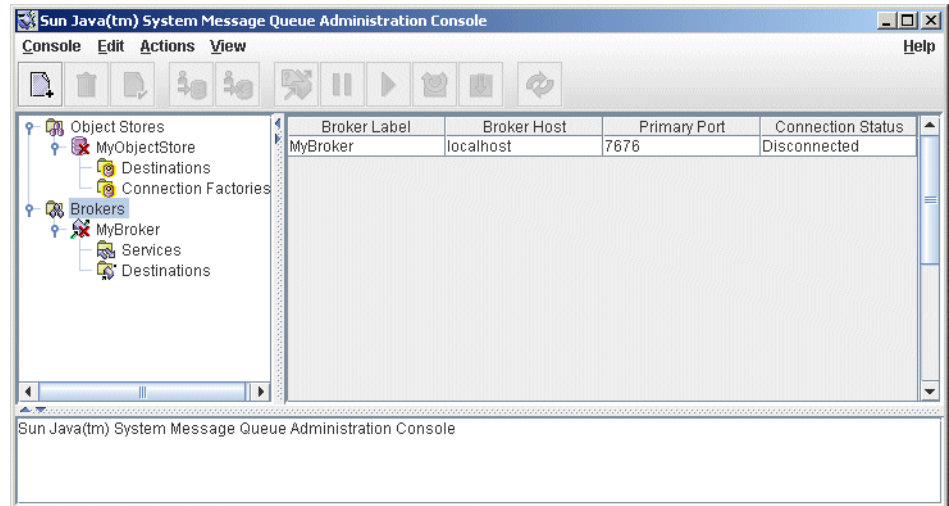 Sun Java(tm) System Message Queue Administration Console
Console Edit Actions View Help
Object Stores
MyObjectStore
Destinations
Connection Factories
Brokers
MyBroker
Services
Destinations
Broker Label Broker Host Primary Port Connection Status
MyBroker localhost 7676 Disconnected
Sun Java(tm) System Message Queue Administration Console